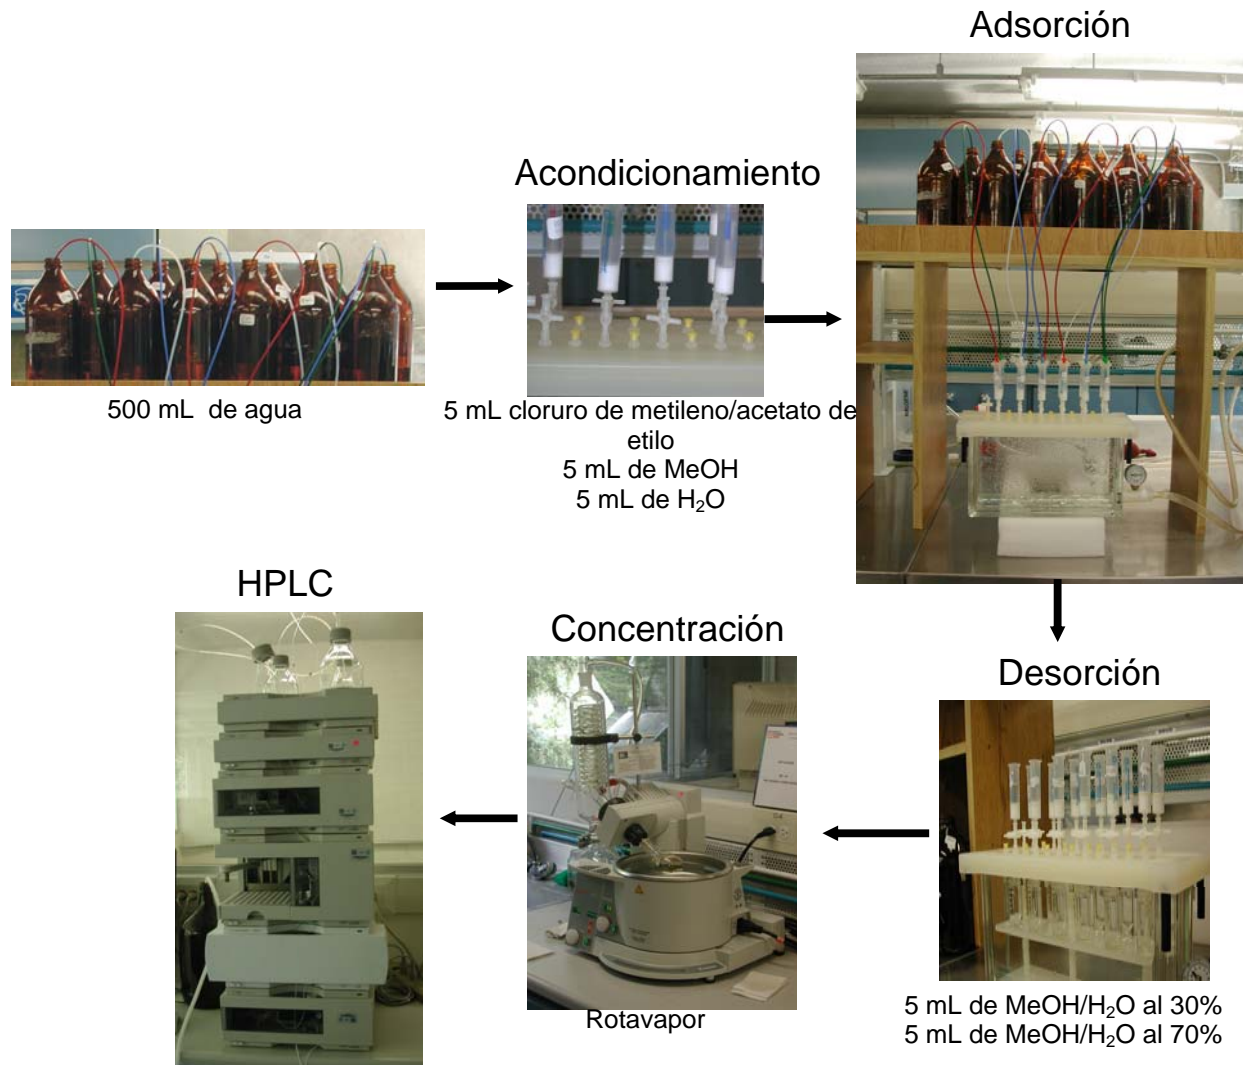 Adsorción
Acondicionamiento
500 mL  de agua
5 mL cloruro de metileno/acetato de
etilo
5 mL de MeOH
5 mL de H₂O
HPLC
Concentración
Desorción
Rotavapor
5 mL de MeOH/H₂O al 30%
5 mL de MeOH/H₂O al 70%